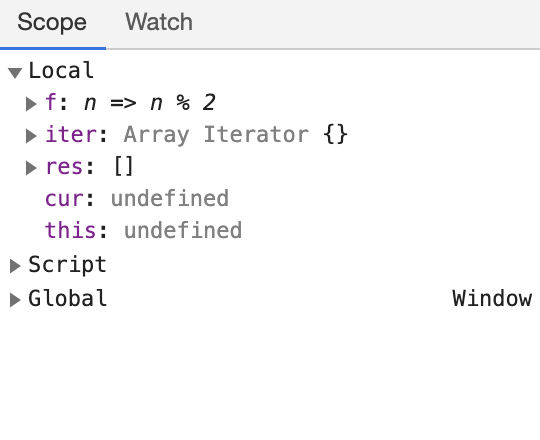 Scope Watch
Local
f: n => n % 2
iter: Array Iterator {}
res: []
cur: undefined
this: undefined
Script
Global Window